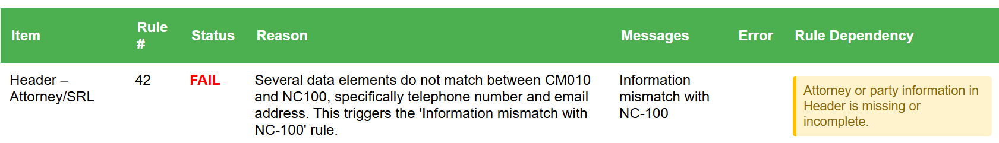 Item Rule # Status Reason Messages Error Rule Dependency
Header –
Attorney/SRL
42
FAIL
Several data elements do not match between CM010
and NC100, specifically telephone number and email
address. This triggers the 'Information mismatch with
NC-100' rule.
Information
mismatch with
NC-100
Attorney or party information in
Header is missing or
incomplete.